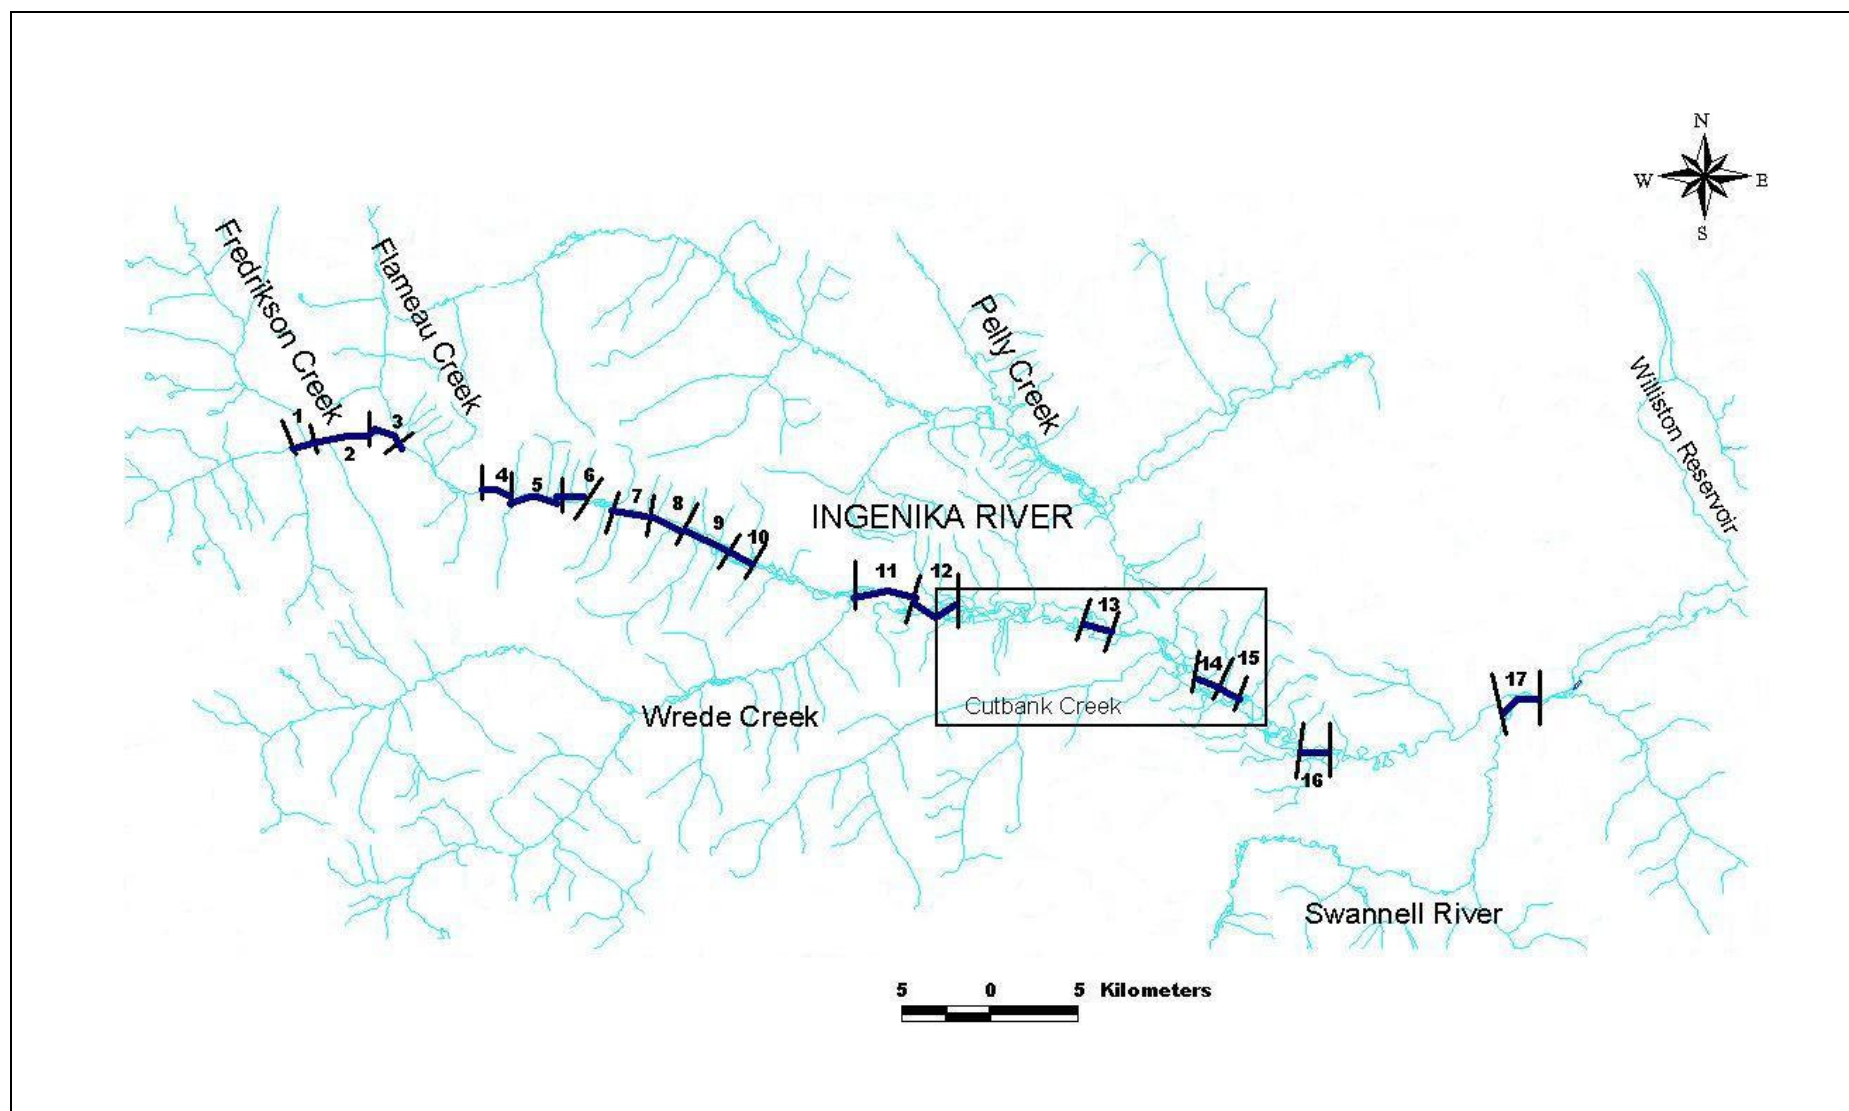 N
W
E
S
Fredrikson Creek
Flameau Creek
Pelly Creek
Williston Reservoir
1
2
3
4
5
6
7
8
9
10
INGENIKA RIVER
11
12
13
14
15
16
17
Cutbank Creek
Wrede Creek
Swannell River
5 0 5 Kilometers